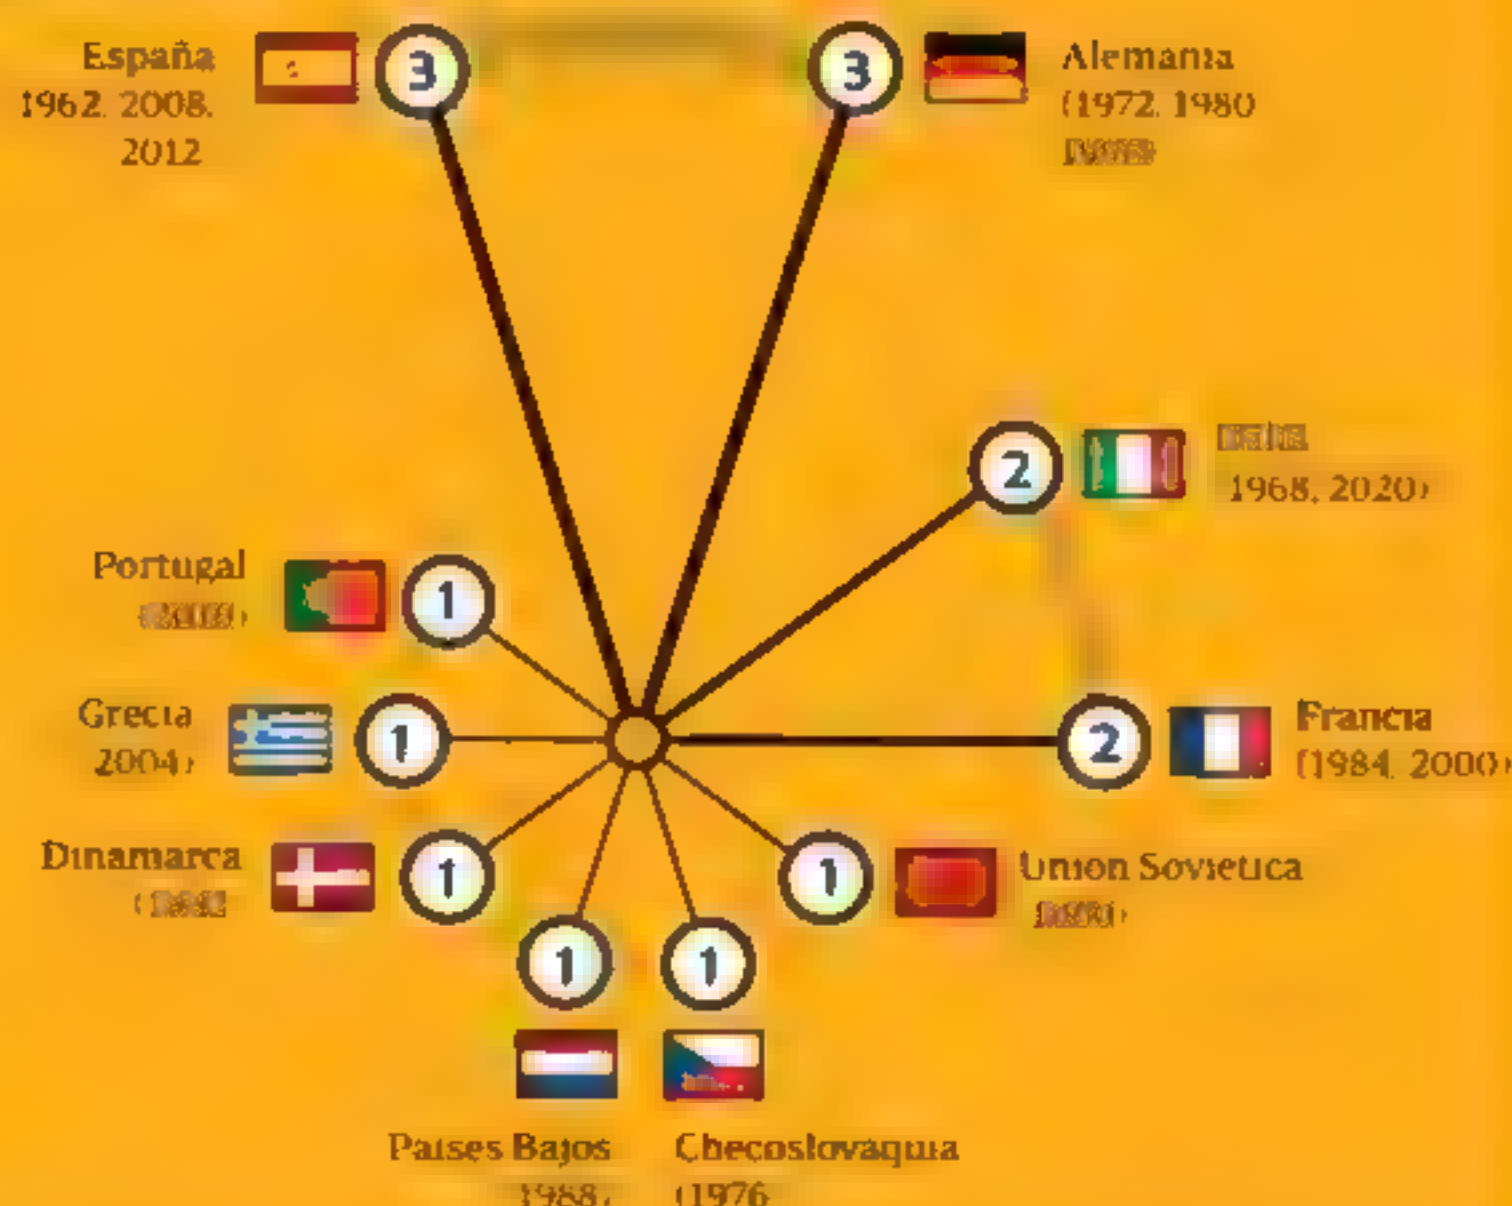 España
3
3
Alemania
1962, 2008,
(1972, 1980
2012
2
1968, 2020)
Portugal
1
Grecia
1
2
Francia
2004)
(1984, 2000)
Dinamarca
1
1
Unión Soviética
1
1
Países Bajos
Checoslovaquia
1988)
(1976